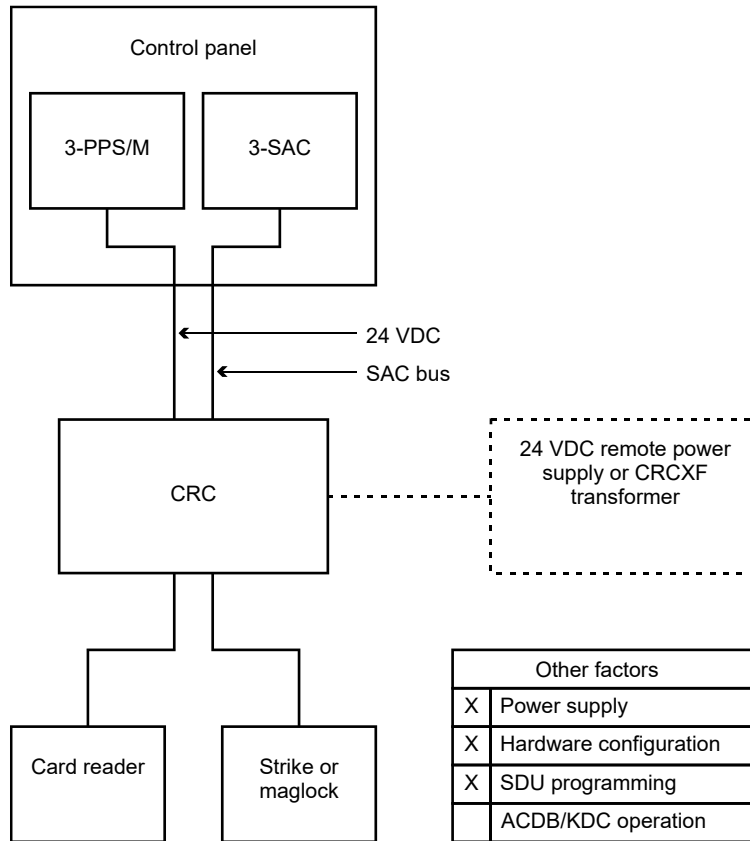 Control panel
3-PPS/M
3-SAC
24 VDC
SAC bus
CRC
24 VDC remote power
supply or CRCXF
transformer
Card reader
Strike or
maglock
Other factors
X Power supply
X Hardware configuration
X SDU programming
ACDB/KDC operation